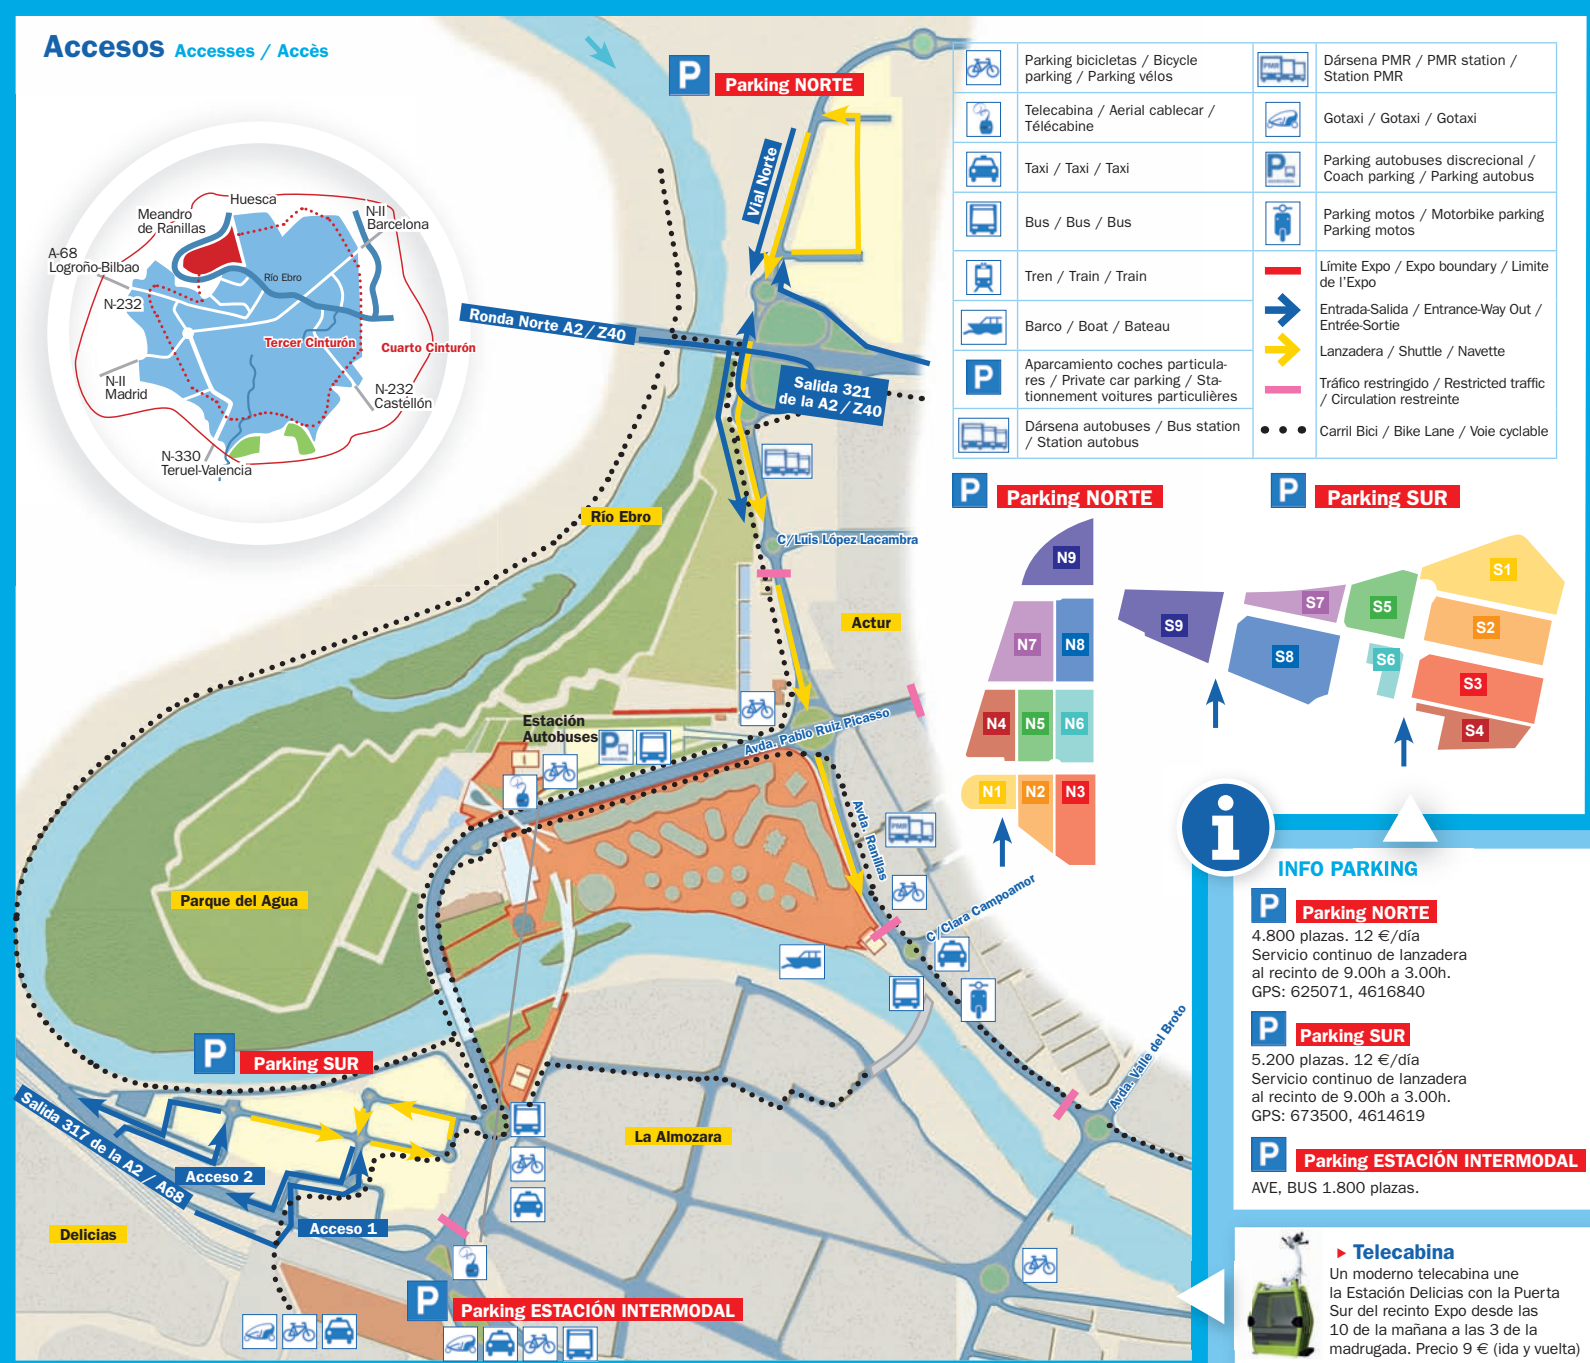 Accesos Accesses / Accès
Huesca
Meandro
de Ranillas
N-II
Barcelona
A-68
Logroño-Bilbao
Río Ebro
N-232
Tercer Cinturón
Cuarto Cinturón
N-II
Madrid
N-232
Castellón
N-330
Teruel-Valencia
P Parking NORTE
Vial Norte
Ronda Norte A2 / Z40
Salida 321
de la A2 / Z40
Río Ebro
C/Luis López Lacambra
Actur
Estación
Autobuses
P
Avda. Pablo Ruiz Picasso
Avda. Ranillas
PMR
C/Clara Campoamor
Parque del Agua
Avda. Valle del Broto
P Parking SUR
Salida 317 de la A2 / A68
Acceso 2
Acceso 1
La Almozara
Delicias
P Parking ESTACIÓN INTERMODAL
Parking bicicletas / Bicycle
parking / Parking vélos
Telecabina / Aerial cablecar /
Télécabine
Taxi / Taxi / Taxi
Bus / Bus / Bus
Tren / Train / Train
Barco / Boat / Bateau
P
Aparcamiento coches particula-
res / Private car parking / Sta-
tionnement voitures particulières
Dársena autobuses / Bus station
/ Station autobus
PMR
Dársena PMR / PMR station /
Station PMR
Gotaxi / Gotaxi / Gotaxi
P
Parking autobuses discrecional /
Coach parking / Parking autobus
Parking motos / Motorbike parking
Parking motos
Límite Expo / Expo boundary / Limite
de l'Expo
Entrada-Salida / Entrance-Way Out /
Entrée-Sortie
Lanzadera / Shuttle / Navette
Tráfico restringido / Restricted traffic
/ Circulation restreinte
Carril Bici / Bike Lane / Voie cyclable
P Parking NORTE
N9
N7 N8
N4 N5 N6
N1 N2 N3
P Parking SUR
S1
S7 S5
S9 S2
S8 S6
S3
S4
i
INFO PARKING
P Parking NORTE
4.800 plazas. 12 €/día
Servicio continuo de lanzadera
al recinto de 9.00h a 3.00h.
GPS: 625071, 4616840
P Parking SUR
5.200 plazas. 12 €/día
Servicio continuo de lanzadera
al recinto de 9.00h a 3.00h.
GPS: 673500, 4614619
P Parking ESTACIÓN INTERMODAL
AVE, BUS 1.800 plazas.
Telecabina
Un moderno telecabina une
la Estación Delicias con la Puerta
Sur del recinto Expo desde las
10 de la mañana a las 3 de la
madrugada. Precio 9 € (ida y vuelta)